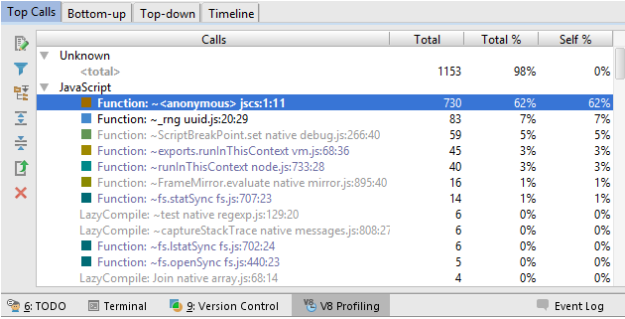 Top Calls Bottom-up Top-down Timeline
Calls Total Total % Self %
Unknown
<total> 1153 98% 0%
JavaScript
Function: ~<anonymous> jscs:1:11 730 62% 62%
Function: ~_rng uuid.js:20:29 83 7% 7%
Function: ~ScriptBreakPoint.set native debug.js:266:40 59 5% 5%
Function: ~exports.runInThisContext vm.js:68:36 45 3% 3%
Function: ~runInThisContext node.js:733:28 40 3% 3%
Function: ~FrameMirror.evaluate native mirror.js:895:40 16 1% 1%
Function: ~fs.statSync fs.js:707:23 14 1% 1%
LazyCompile: ~test native regexp.js:129:20 6 0% 0%
LazyCompile: ~captureStackTrace native messages.js:808:27 6 0% 0%
Function: ~fs.lstatSync fs.js:702:24 6 0% 0%
Function: ~fs.openSync fs.js:440:23 5 0% 0%
LazyCompile: Join native array.js:68:14 4 0% 0%
6: TODO Terminal 9: Version Control V8 V8 Profiling Event Log